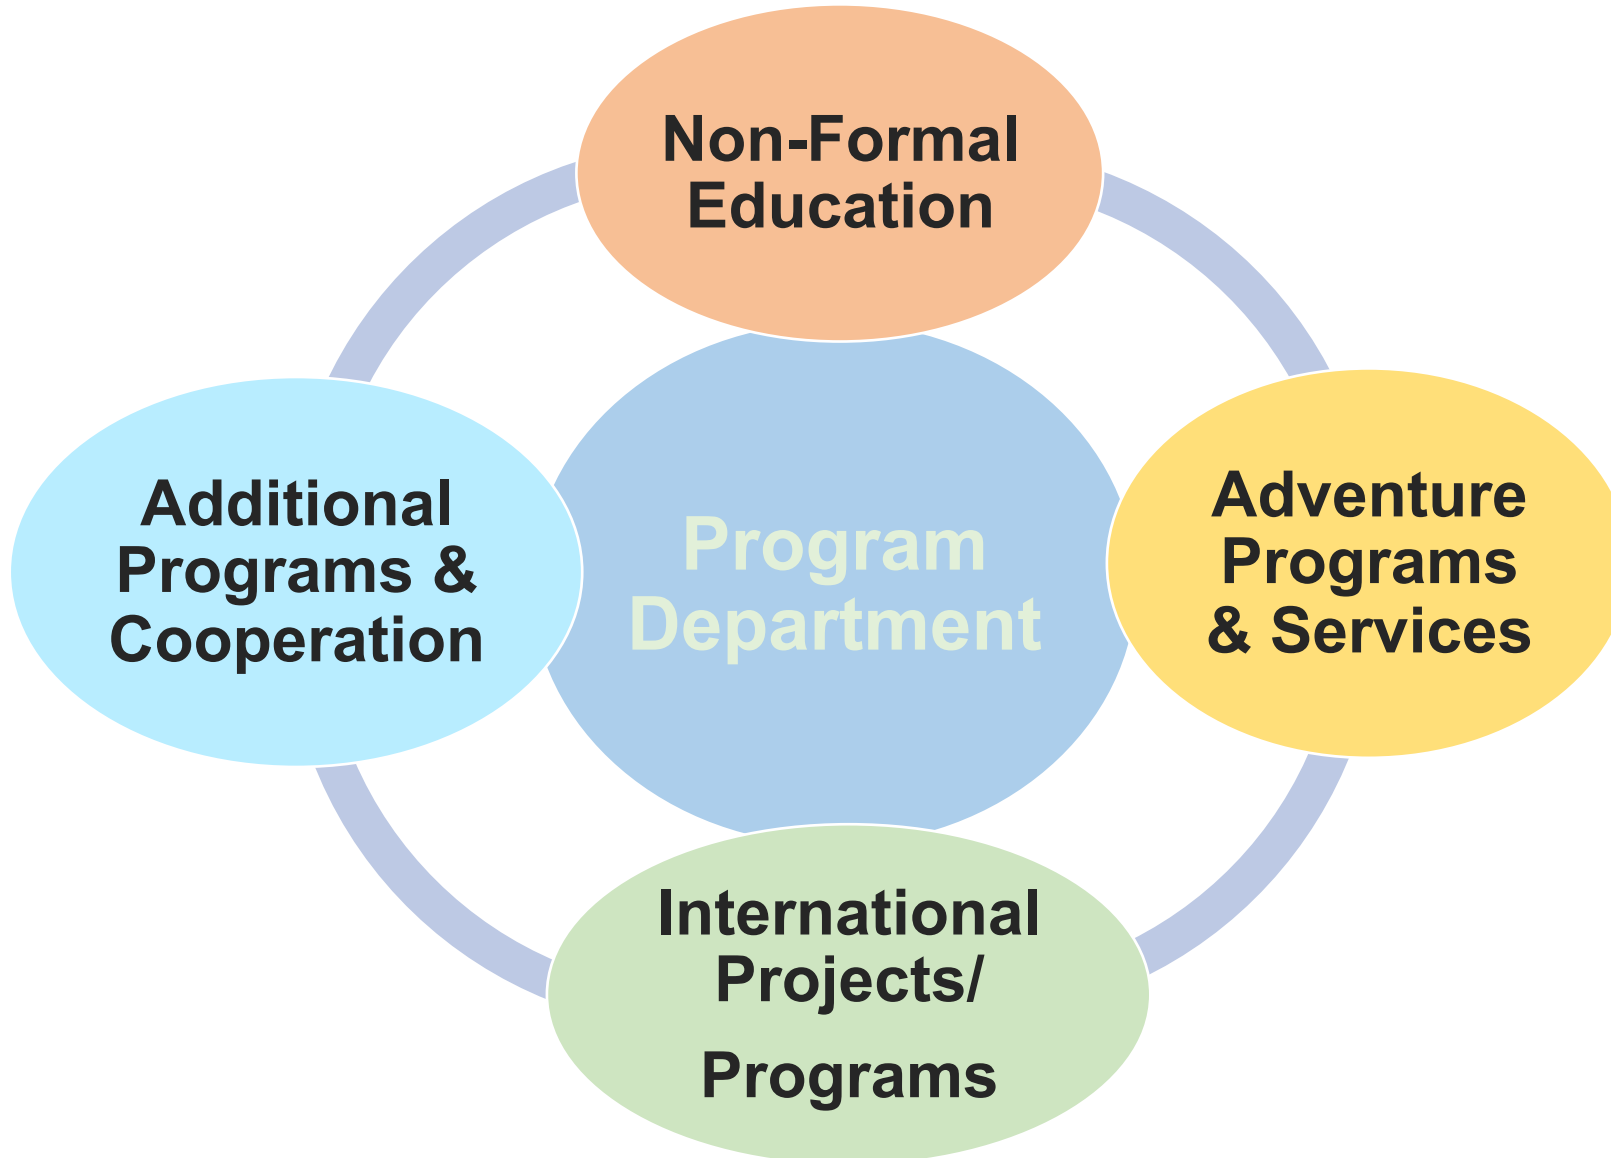 Non-Formal
Education
Additional
Programs &
Cooperation
Program
Department
Adventure
Programs
& Services
International
Projects/
Programs